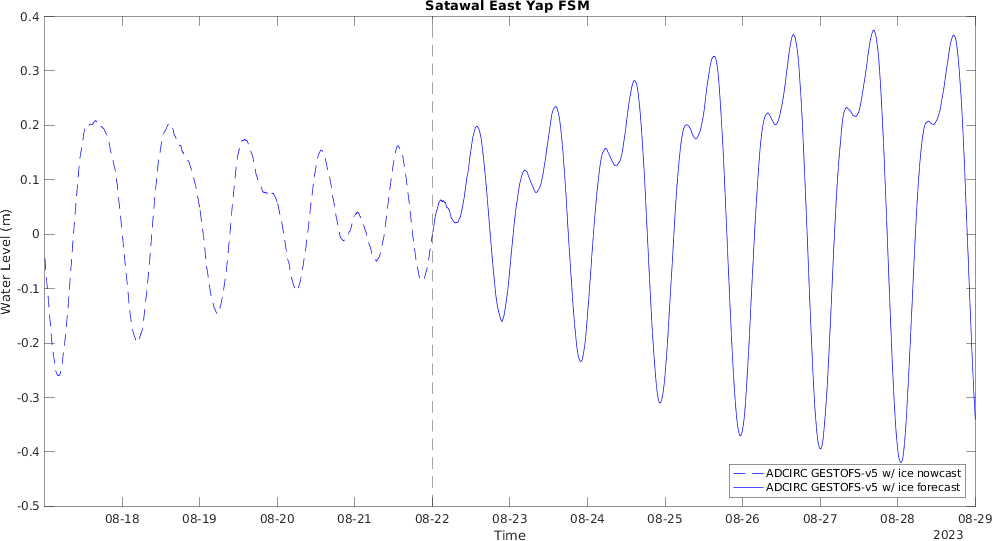 Satawal East Yap FSM
Water Level (m)
0.4
0.3
0.2
0.1
0
-0.1
-0.2
-0.3
-0.4
-0.5
ADCIRC GESTOFS-v5 w/ ice nowcast
ADCIRC GESTOFS-v5 w/ ice forecast
08-18 08-19 08-20 08-21 08-22 08-23 08-24 08-25 08-26 08-27 08-28 08-29
Time
2023